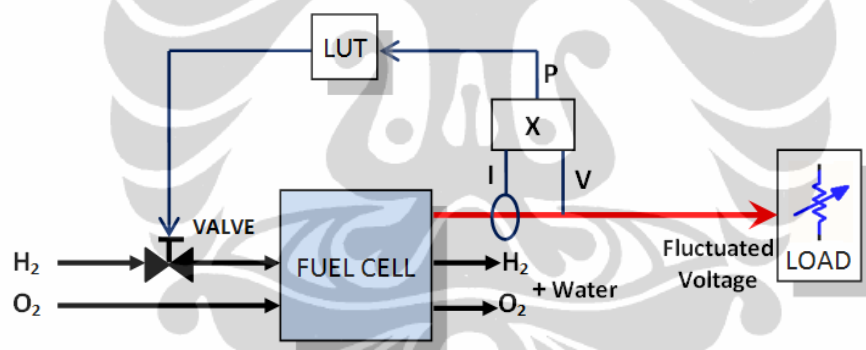 LUT
P
X
I
V
VALVE
H₂
O₂
FUEL CELL
H₂
O₂
+ Water
Fluctuated
Voltage
LOAD